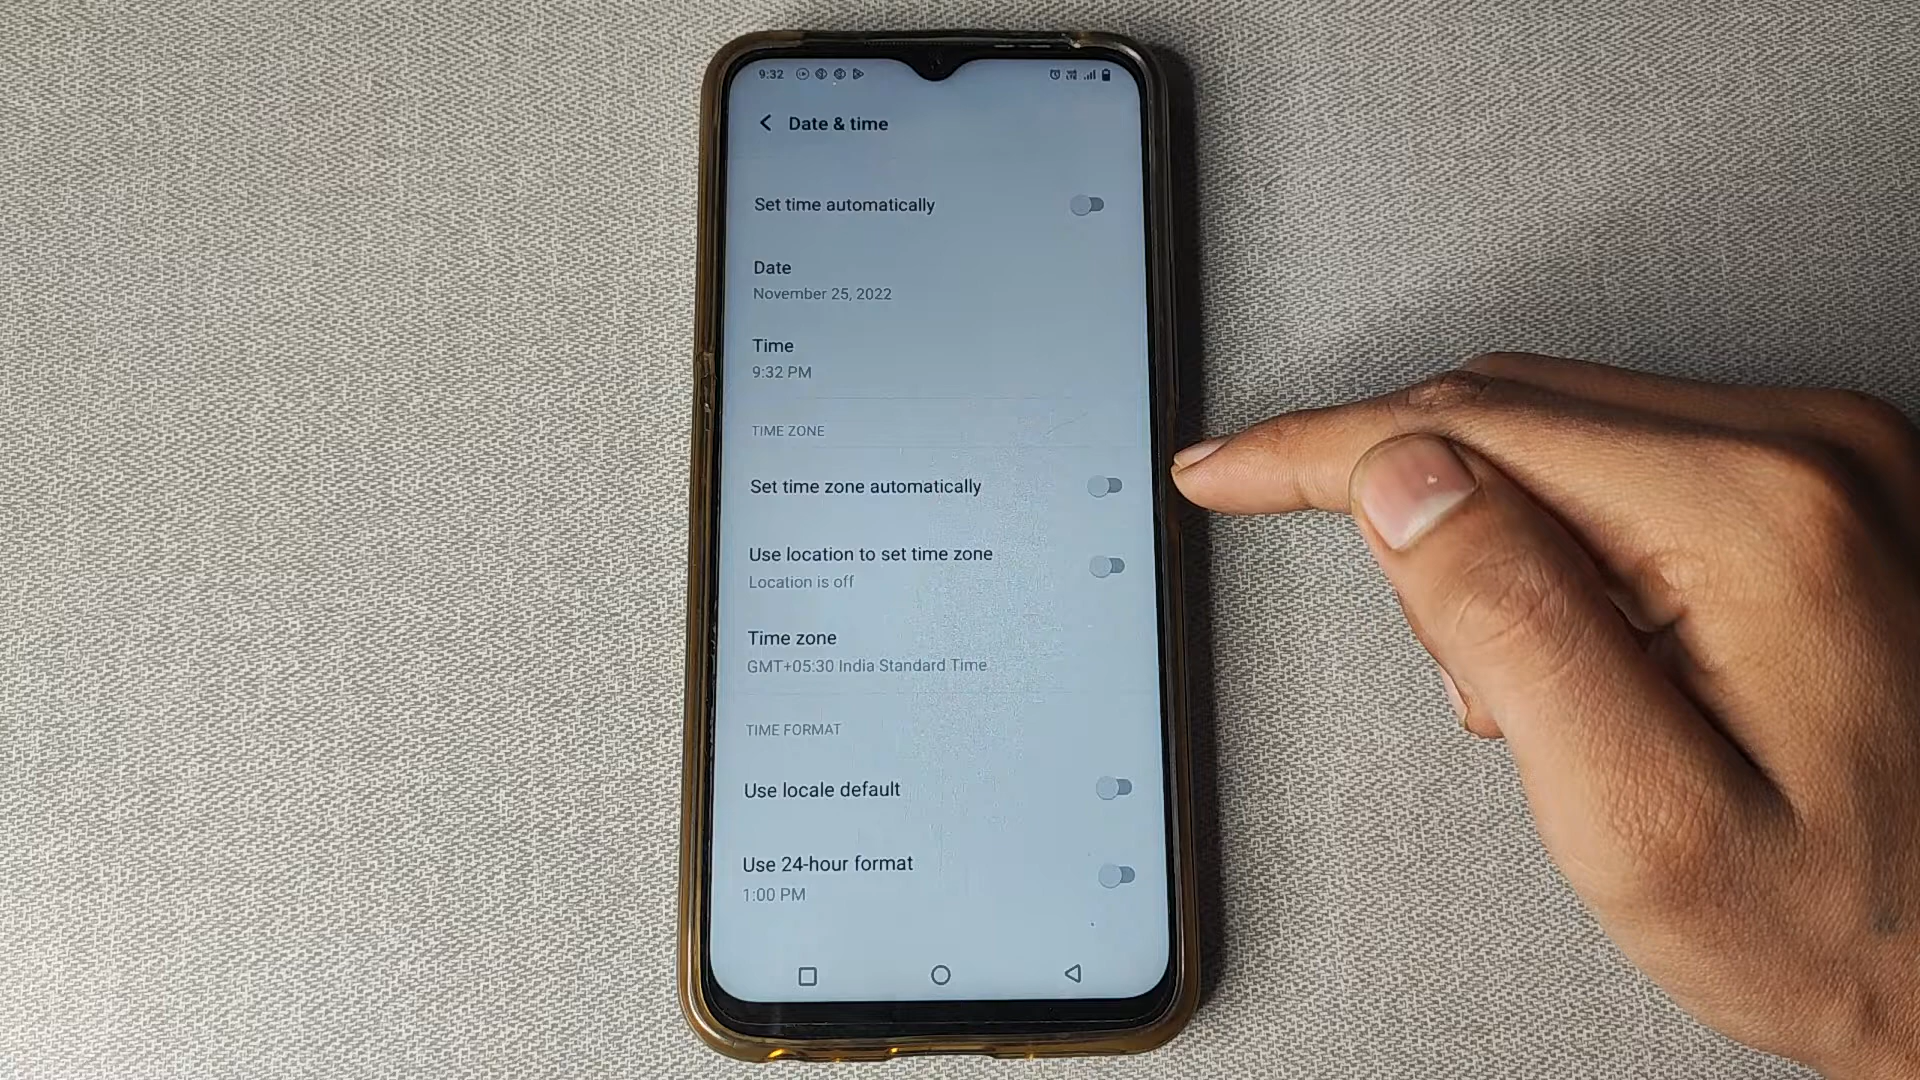 9:32
Date & time
Set time automatically
Date
November 25, 2022
Time
9:32 PM
TIME ZONE
Set time zone automatically
Use location to set time zone
Location is off
Time zone
GMT+05:30 India Standard Time
TIME FORMAT
Use locale default
Use 24-hour format
1:00 PM